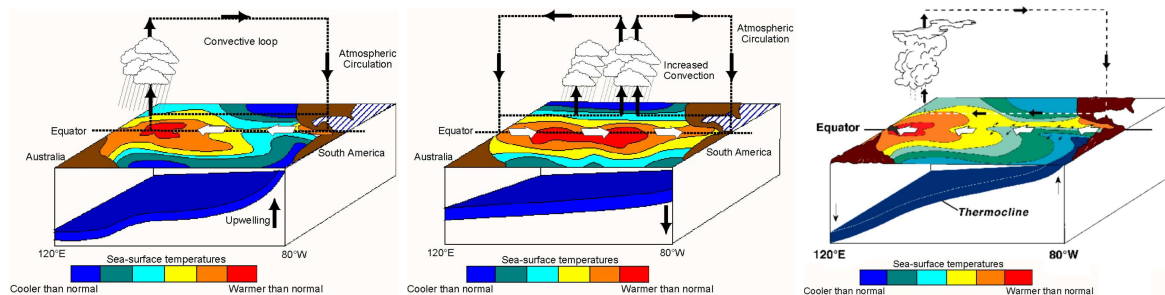 Convective loop
Atmospheric
Circulation
Equator
Australia
South America
Upwelling
120°E
80°W
Sea-surface temperatures
Cooler than normal
Warmer than normal
Atmospheric
Circulation
Increased
Convection
Equator
Australia
South America
120°E
80°W
Sea-surface temperatures
Cooler than normal
Warmer than normal
Equator
Thermocline
120°E
80°W
Sea-surface temperatures
Cooler than normal
Warmer than normal